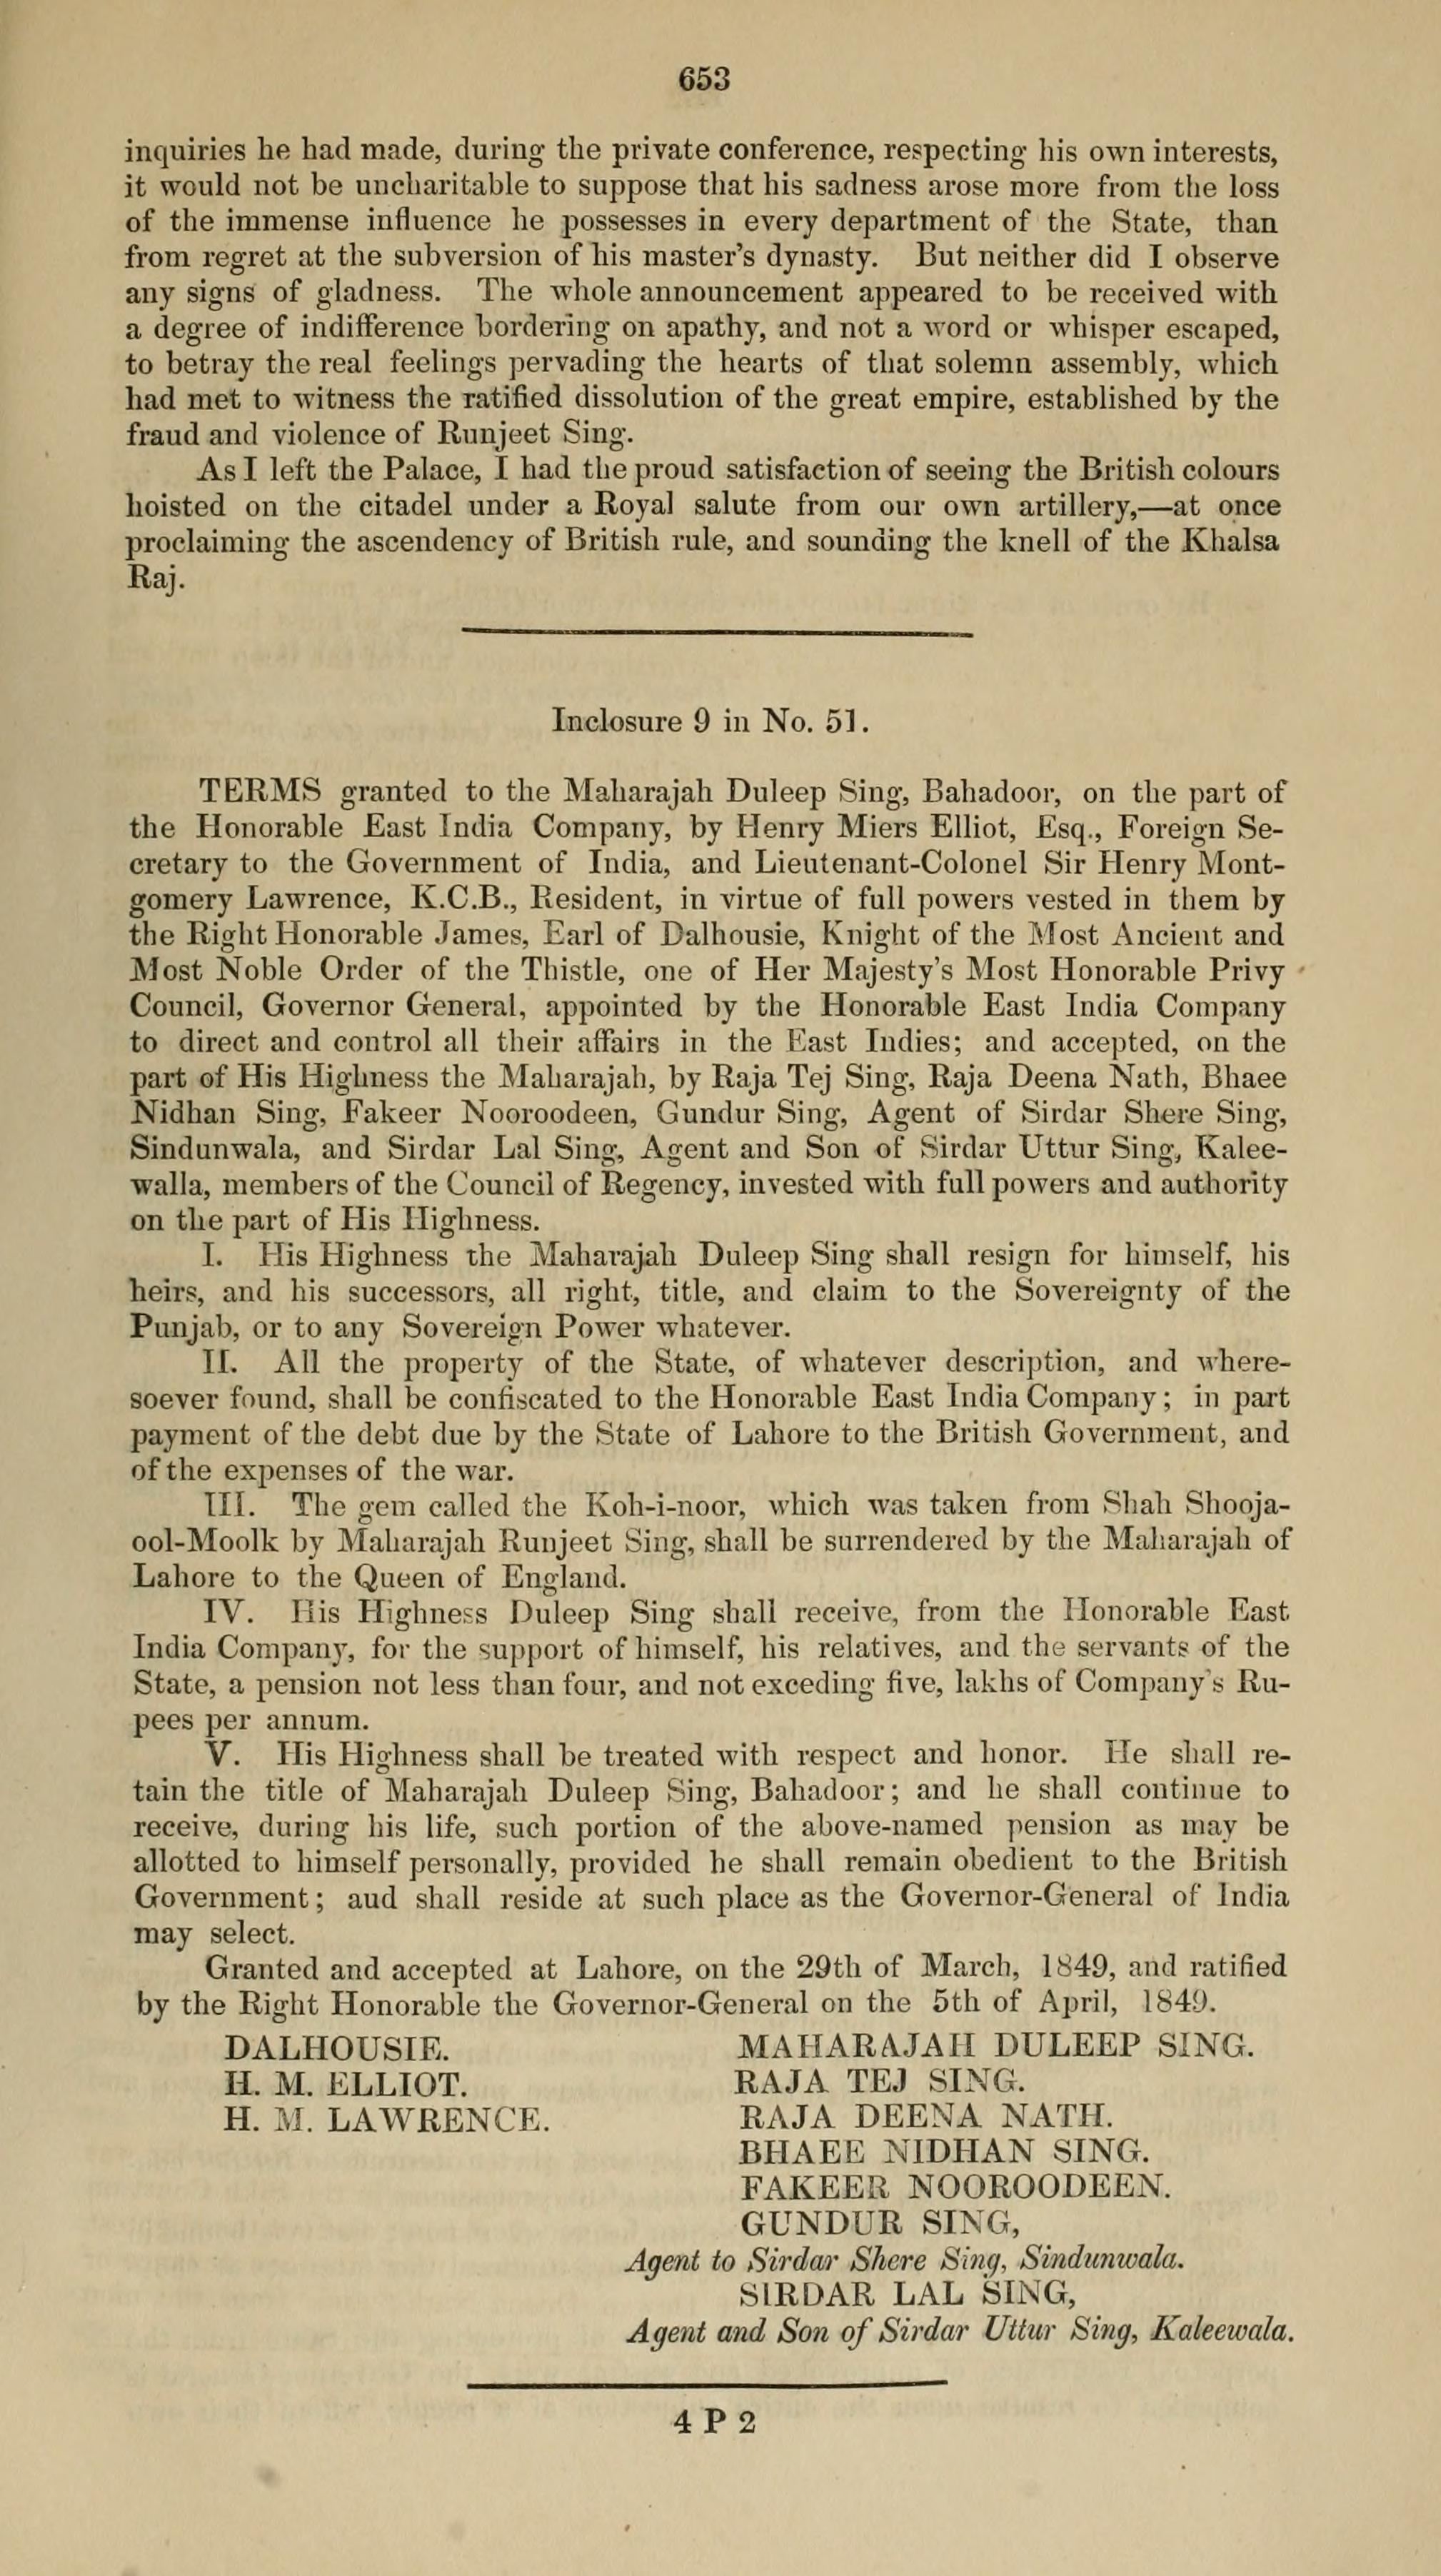 653
inquiries he had made, during the private conference, respecting his own interests,
it would not be uncharitable to suppose that his sadness arose more from the loss
of the immense influence he possesses in every department of the State, than
from regret at the subversion of his master's dynasty. But neither did I observe
any signs of gladness. The whole announcement appeared to be received with
a degree of indifference bordering on apathy, and not a word or whisper escaped,
to betray the real feelings pervading the hearts of that solemn assembly, which
had met to witness the ratified dissolution of the great empire, established by the
fraud and violence of Runjeet Sing.
As I left the Palace, I had the proud satisfaction of seeing the British colours
hoisted on the citadel under a Royal salute from our own artillery,—at once
proclaiming the ascendency of British rule, and sounding the knell of the Khalsa
Raj.
Inclosure 9 in No. 51.
TERMS granted to the Maharajah Duleep Sing, Bahadoor, on the part of
the Honorable East India Company, by Henry Miers Elliot, Esq., Foreign Se-
cretary to the Government of India, and Lieutenant-Colonel Sir Henry Mont-
gomery Lawrence, K.C.B., Resident, in virtue of full powers vested in them by
the Right Honorable James, Earl of Dalhousie, Knight of the Most Ancient and
Most Noble Order of the Thistle, one of Her Majesty's Most Honorable Privy
Council, Governor General, appointed by the Honorable East India Company
to direct and control all their affairs in the East Indies; and accepted, on the
part of His Highness the Maharajah, by Raja Tej Sing, Raja Deena Nath, Bhaee
Nidhan Sing, Fakeer Nooroodeen, Gundur Sing, Agent of Sirdar Shere Sing,
Sindunwala, and Sirdar Lal Sing, Agent and Son of Sirdar Uttur Sing, Kalee-
walla, members of the Council of Regency, invested with full powers and authority
on the part of His Highness.
I. His Highness the Maharajah Duleep Sing shall resign for himself, his
heirs, and his successors, all right, title, and claim to the Sovereignty of the
Punjab, or to any Sovereign Power whatever.
II. All the property of the State, of whatever description, and where-
soever found, shall be confiscated to the Honorable East India Company; in part
payment of the debt due by the State of Lahore to the British Government, and
of the expenses of the war.
III. The gem called the Koh-i-noor, which was taken from Shah Shooja-
ool-Moolk by Maharajah Runjeet Sing, shall be surrendered by the Maharajah of
Lahore to the Queen of England.
IV. His Highness Duleep Sing shall receive, from the Honorable East
India Company, for the support of himself, his relatives, and the servants of the
State, a pension not less than four, and not exceding five, lakhs of Company's Ru-
pees per annum.
V. His Highness shall be treated with respect and honor. He shall re-
tain the title of Maharajah Duleep Sing, Bahadoor; and he shall continue to
receive, during his life, such portion of the above-named pension as may be
allotted to himself personally, provided he shall remain obedient to the British
Government; aud shall reside at such place as the Governor-General of India
may select.
Granted and accepted at Lahore, on the 29th of March, 1849, and ratified
by the Right Honorable the Governor-General on the 5th of April, 1849.
DALHOUSIE. MAHARAJAH DULEEP SING.
H. M. ELLIOT. RAJA TEJ SING.
H. M. LAWRENCE. RAJA DEENA NATH.
BHAEE NIDHAN SING.
FAKEER NOOROODEEN.
GUNDUR SING,
Agent to Sirdar Shere Sing, Sindunwala.
SIRDAR LAL SING,
Agent and Son of Sirdar Uttur Sing, Kaleewala.
4 P 2